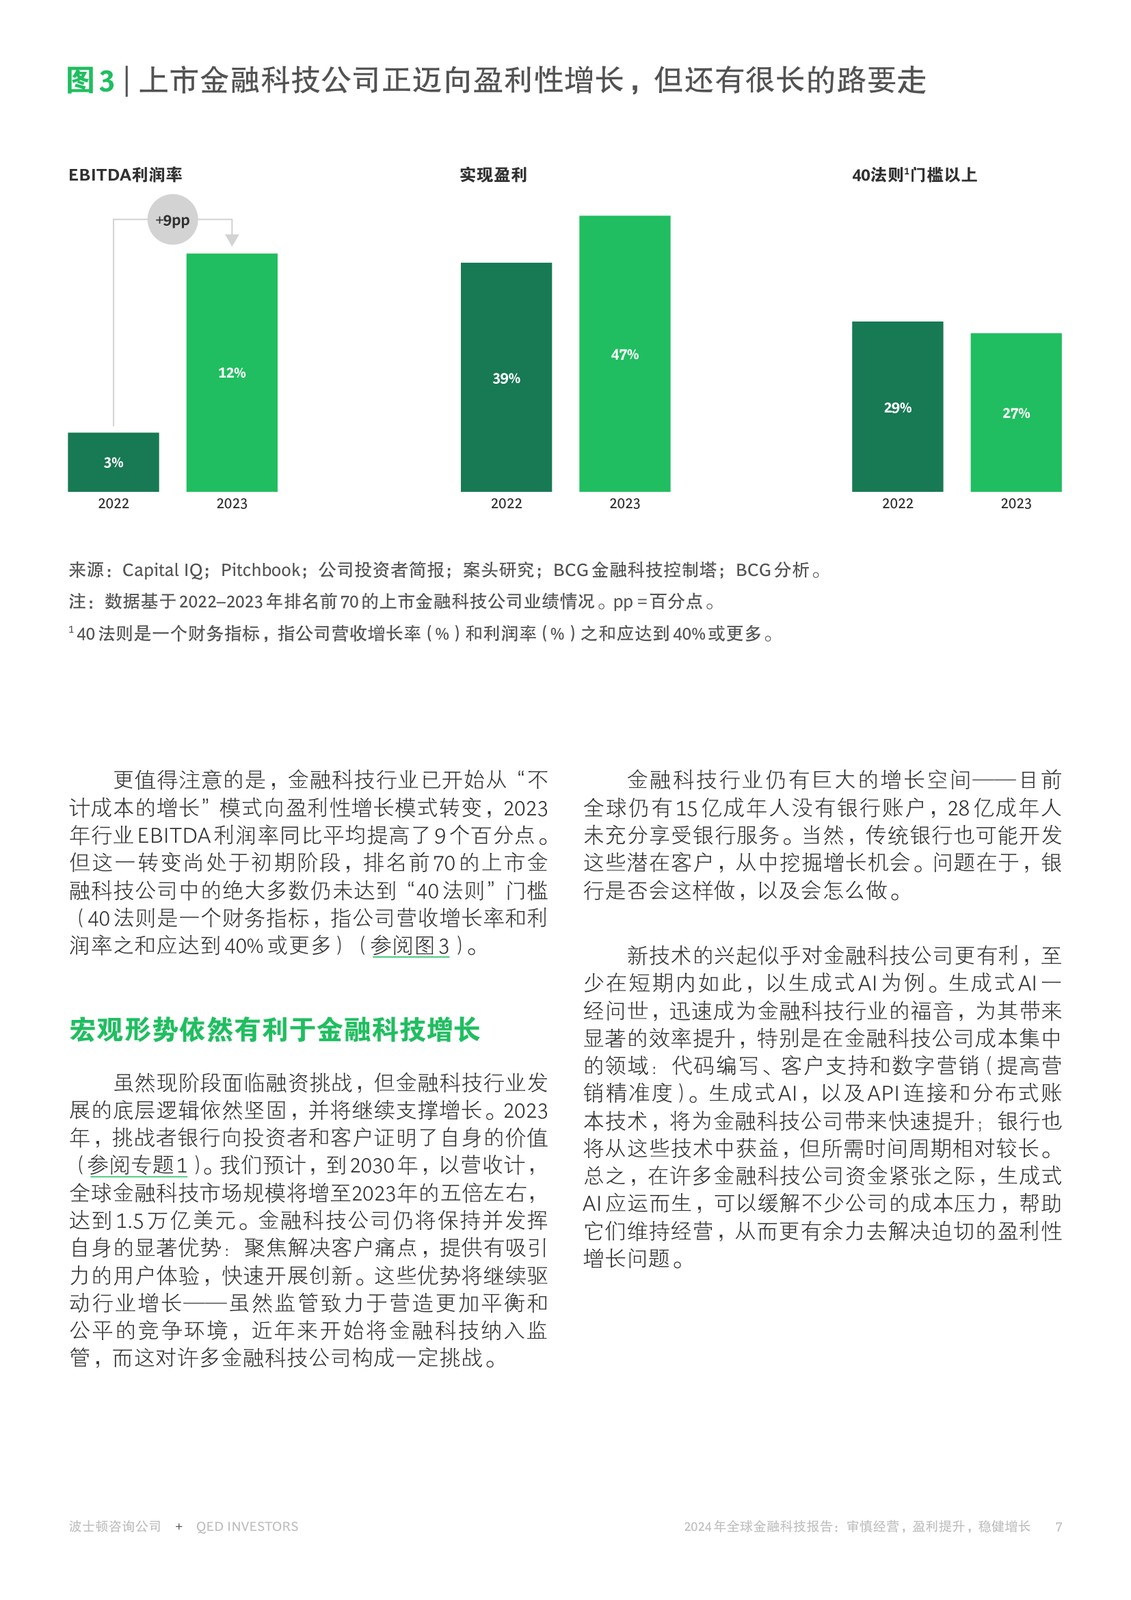 图3 | 上市金融科技公司正迈向盈利性增长，但还有很长的路要走
EBITDA利润率
+9pp
3%
12%
2022
2023
实现盈利
39%
47%
2022
2023
40法则¹门槛以上
29%
27%
2022
2023
来源：Capital IQ；Pitchbook；公司投资者简报；案头研究；BCG金融科技控制塔；BCG分析。
注：数据基于2022–2023年排名前70的上市金融科技公司业绩情况。pp =百分点。
¹ 40法则是一个财务指标，指公司营收增长率（%）和利润率（%）之和应达到40%或更多。
更值得注意的是，金融科技行业已开始从“不
计成本的增长”模式向盈利性增长模式转变，2023
年行业EBITDA利润率同比平均提高了9个百分点。
但这一转变尚处于初期阶段，排名前70的上市金
融科技公司中的绝大多数仍未达到“40法则”门槛
（40法则是一个财务指标，指公司营收增长率和利
润率之和应达到40%或更多）（参阅图3）。
宏观形势依然有利于金融科技增长
虽然现阶段面临融资挑战，但金融科技行业发
展的底层逻辑依然坚固，并将继续支撑增长。2023
年，挑战者银行向投资者和客户证明了自身的价值
（参阅专题1）。我们预计，到2030年，以营收计，
全球金融科技市场规模将增至2023年的五倍左右，
达到1.5万亿美元。金融科技公司仍将保持并发挥
自身的显著优势：聚焦解决客户痛点，提供有吸引
力的用户体验，快速开展创新。这些优势将继续驱
动行业增长——虽然监管致力于营造更加平衡和
公平的竞争环境，近年来开始将金融科技纳入监
管，而这对许多金融科技公司构成一定挑战。
金融科技行业仍有巨大的增长空间——目前
全球仍有15亿成年人没有银行账户，28亿成年人
未充分享受银行服务。当然，传统银行也可能开发
这些潜在客户，从中挖掘增长机会。问题在于，银
行是否会这样做，以及会怎么做。
新技术的兴起似乎对金融科技公司更有利，至
少在短期内如此，以生成式AI为例。生成式AI一
经问世，迅速成为金融科技行业的福音，为其带来
显著的效率提升，特别是在金融科技公司成本集中
的领域：代码编写、客户支持和数字营销（提高营
销精准度）。生成式AI，以及API连接和分布式账
本技术，将为金融科技公司带来快速提升；银行也
将从这些技术中获益，但所需时间周期相对较长。
总之，在许多金融科技公司资金紧张之际，生成式
AI应运而生，可以缓解不少公司的成本压力，帮助
它们维持经营，从而更有余力去解决迫切的盈利性
增长问题。
波士顿咨询公司 + QED INVESTORS
2024年全球金融科技报告：审慎经营，盈利提升，稳健增长 7